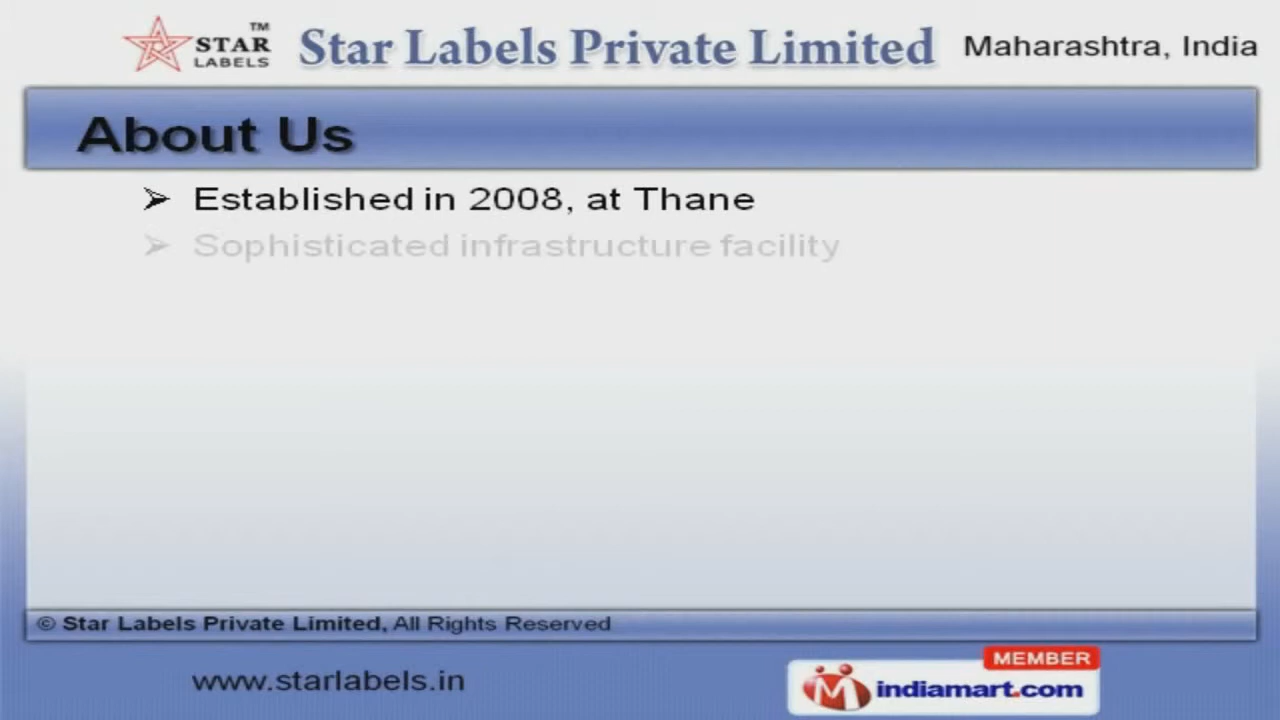 STAR LABELS ™
Star Labels Private Limited
Maharashtra, India
About Us
➢ Established in 2008, at Thane
➢ Sophisticated infrastructure facility
© Star Labels Private Limited, All Rights Reserved
www.starlabels.in
MEMBER
indiamart.com